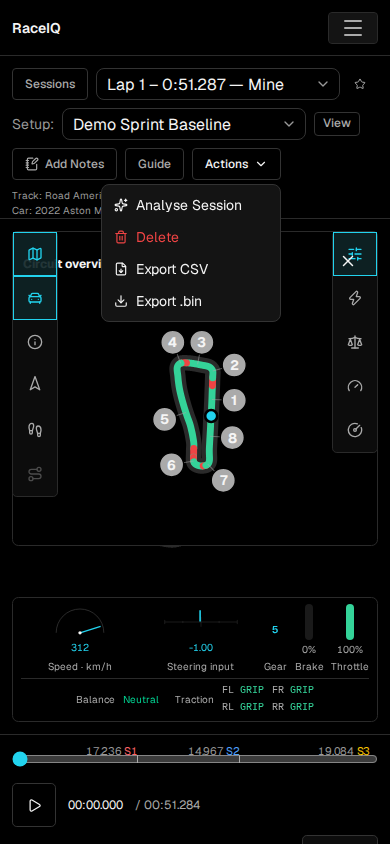 RaceIQ
Sessions
Lap 1 – 0:51.287 — Mine
Setup:
Demo Sprint Baseline
View
Add Notes
Guide
Actions
Track: Road Ameri
Car: 2022 Aston M
Analyse Session
Delete
Export CSV
Export .bin
Circuit overvi
4
3
2
1
5
8
6
7
312
Speed · km/h
-1.00
Steering input
5
Gear
0%
Brake
100%
Throttle
Balance Neutral
Traction
FL GRIP FR GRIP
RL GRIP RR GRIP
17.236 S1
14.967 S2
19.084 S3
00:00.000 / 00:51.284